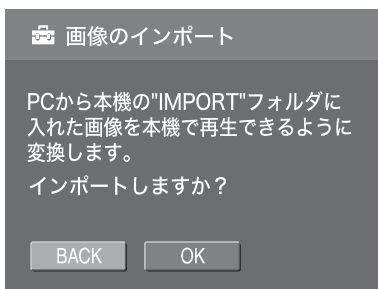 画像のインポート
PCから本機の"IMPORT"フォルダに
入れた画像を本機で再生できるように
変換します。
インポートしますか？
BACK OK